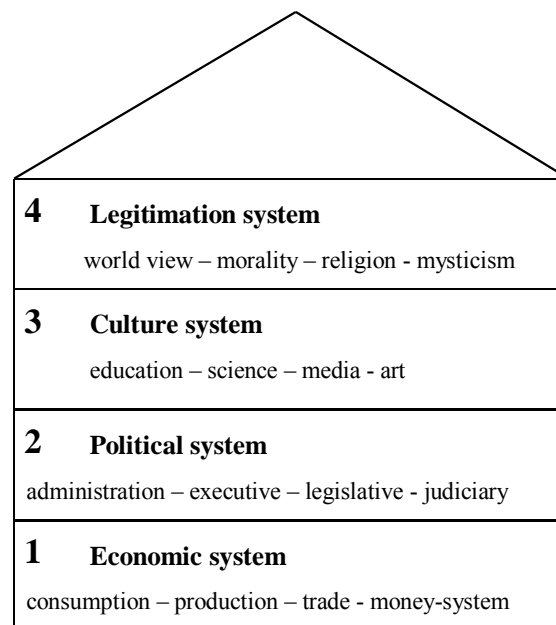 4 Legitimation system
world view – morality – religion - mysticism
3 Culture system
education – science – media - art
2 Political system
administration – executive – legislative - judiciary
1 Economic system
consumption – production – trade - money-system